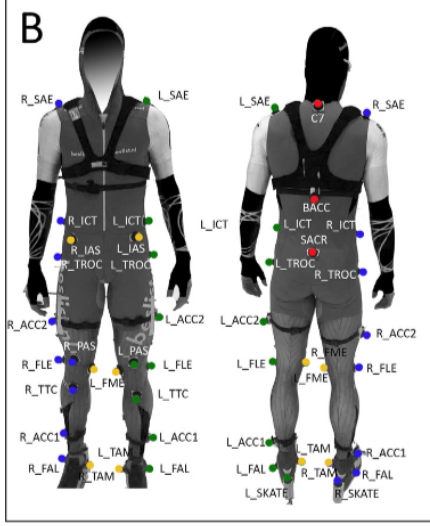 B
R_SAE
L_SAE
R_ICT
L_ICT
R_IAS
L_IAS
R_TROC
L_TROC
R_ACC2
L_ACC2
R_PAS
L_PAS
R_FLE
L_FLE
L_FME
R_TTC
L_TTC
R_ACC1
L_ACC1
L_TAM
R_FAL
L_FAL
R_TAM
L_SAE
R_SAE
C7
BACC
L_ICT
L_ICT
R_ICT
SACR
L_TROC
R_TROC
L_ACC2
R_ACC2
R_FME
L_FLE
R_FLE
L_FME
L_ACC1
L_TAM
R_ACC1
L_FAL
R_TAM
R_FAL
L_SKATE
R_SKATE